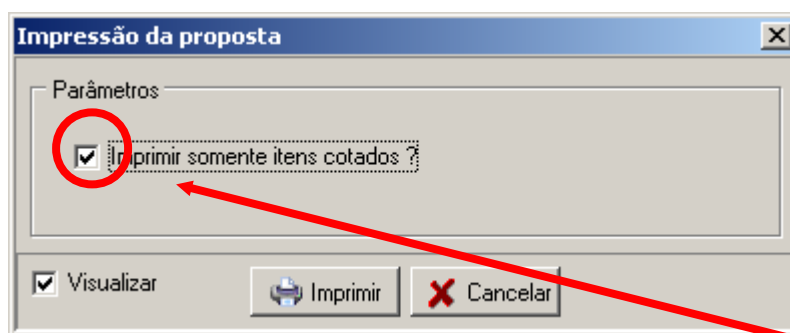 Impressão da proposta
Parâmetros
Imprimir somente itens cotados ?
Visualizar
Imprimir
Cancelar